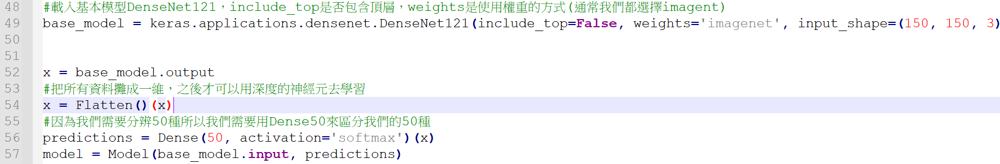 48 #載入基本模型DenseNet121，include_top是否包含頂層，weights是使用權重的方式(通常我們都選擇imagent)
49 base_model = keras.applications.densenet.DenseNet121(include_top=False, weights='imagenet', input_shape=(150, 150, 3)
50
51
52 x = base_model.output
53 #把所有資料攤成一維，之後才可以用深度的神經元去學習
54 x = Flatten()(x)
55 #因為我們需要分辨50種所以我們需要用Dense50來區分我們的50種
56 predictions = Dense(50, activation='softmax')(x)
57 model = Model(base_model.input, predictions)